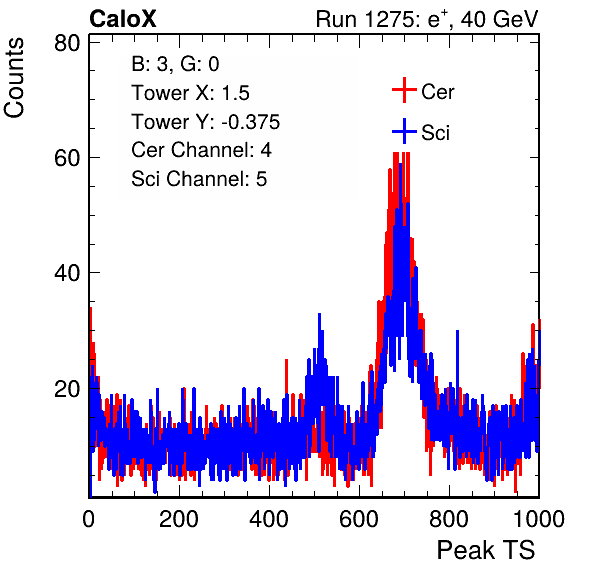 CaloX
Run 1275: e+, 40 GeV
Counts
B: 3, G: 0
Tower X: 1.5
Tower Y: -0.375
Cer Channel: 4
Sci Channel: 5
Cer
Sci
80
60
40
20
0 200 400 600 800 1000
Peak TS